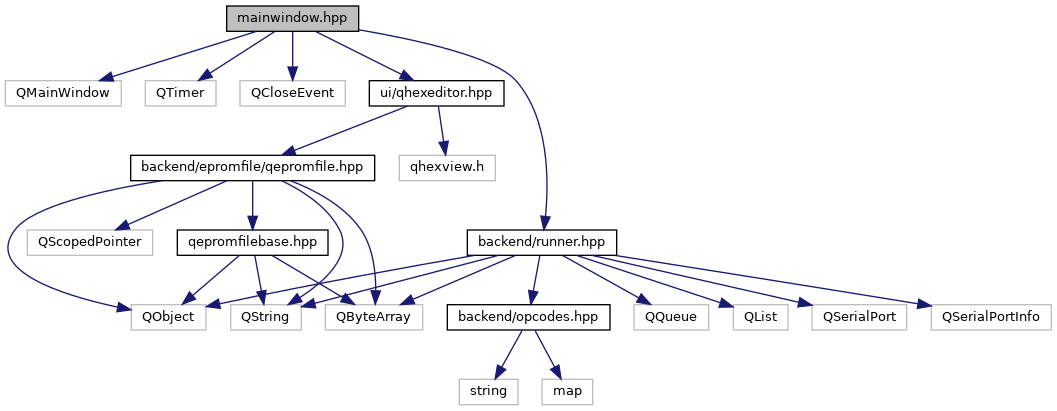 mainwindow.hpp
QMainWindow
QTimer
QCloseEvent
ui/qhexeditor.hpp
backend/epromfile/qepromfile.hpp
qhexview.h
QScopedPointer
qepromfilebase.hpp
backend/runner.hpp
QObject
QString
QByteArray
backend/opcodes.hpp
QQueue
QList
QSerialPort
QSerialPortInfo
string
map